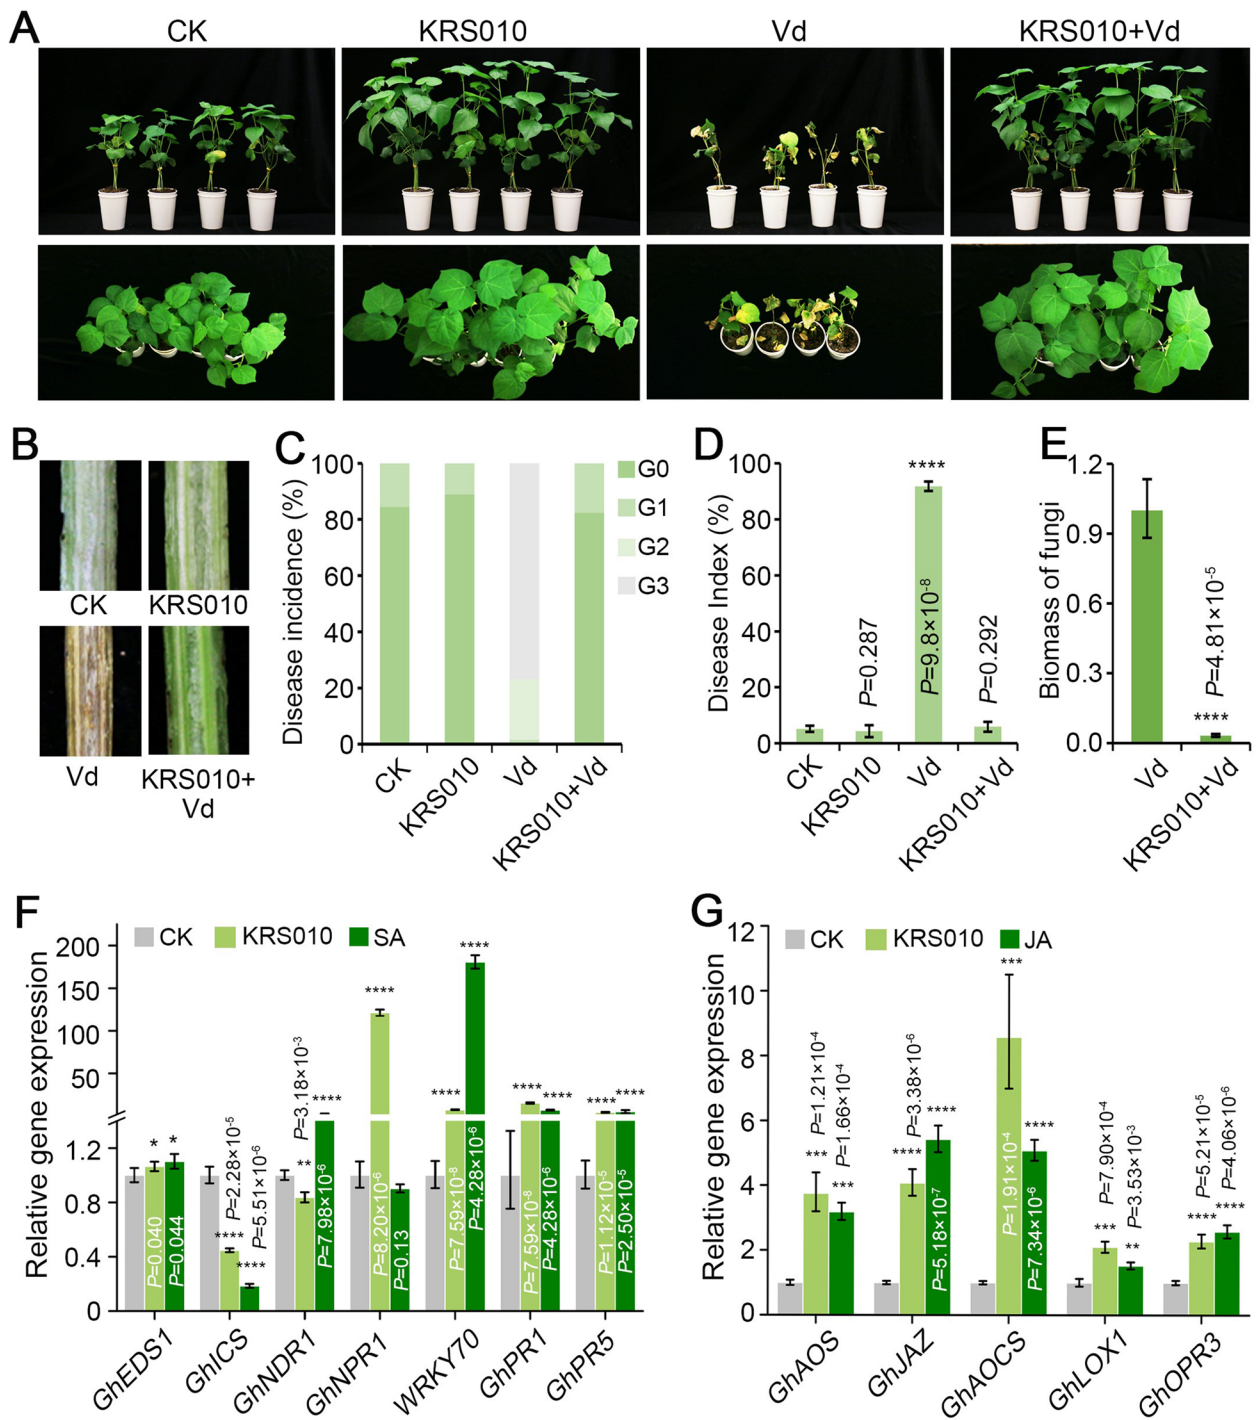 A
CK
KRS010
Vd
KRS010+Vd
B
CK
KRS010
Vd
KRS010+
Vd
C
Disease incidence (%)
100
80
60
40
20
0
G0
G1
G2
G3
CK
KRS010
Vd
KRS010+Vd
D
Disease Index (%)
100
80
60
40
20
0
P=0.287
****
P=9.8×10⁻⁸
P=0.292
CK
KRS010
Vd
KRS010+Vd
E
Biomass of fungi
1.2
0.9
0.6
0.3
0.0
P=4.81×10⁻⁵
****
Vd
KRS010+Vd
F
CK
KRS010
SA
Relative gene expression
200
150
100
50
1.2
0.8
0.4
0
*
*
P=0.040
P=0.044
P=2.28×10⁻⁵
P=5.51×10⁻⁶
****
****
P=3.18×10⁻³
**
****
P=7.98×10⁻⁶
****
P=8.20×10⁻⁶
P=0.13
****
****
P=7.59×10⁻⁸
P=4.28×10⁻⁶
****
****
P=7.59×10⁻⁸
P=4.28×10⁻⁶
****
****
P=1.12×10⁻⁵
P=2.50×10⁻⁵
GhEDS1
GhICS
GhNDR1
GhNPR1
WRKY70
GhPR1
GhPR5
G
CK
KRS010
JA
Relative gene expression
12
10
8
6
4
2
0
P=1.21×10⁻⁴
P=1.66×10⁻⁴
***
***
P=3.38×10⁻⁶
****
****
P=5.18×10⁻⁷
***
****
P=1.91×10⁻⁴
P=7.34×10⁻⁶
P=7.90×10⁻⁴
P=3.53×10⁻³
***
**
P=5.21×10⁻⁵
P=4.06×10⁻⁶
****
****
GhAOS
GhJAZ
GhAOCS
GhLOX1
GhOPR3